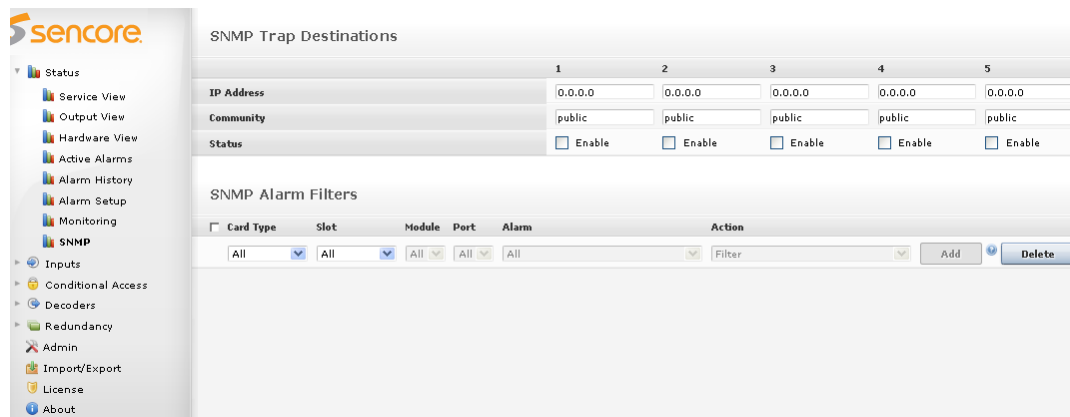 sencore
Status
Service View
Output View
Hardware View
Active Alarms
Alarm History
Alarm Setup
Monitoring
SNMP
Inputs
Conditional Access
Decoders
Redundancy
Admin
Import/Export
License
About
SNMP Trap Destinations
1 2 3 4 5
IP Address 0.0.0.0 0.0.0.0 0.0.0.0 0.0.0.0 0.0.0.0
Community public public public public public
Status Enable Enable Enable Enable Enable
SNMP Alarm Filters
Card Type Slot Module Port Alarm Action
All All All All All Filter Add Delete